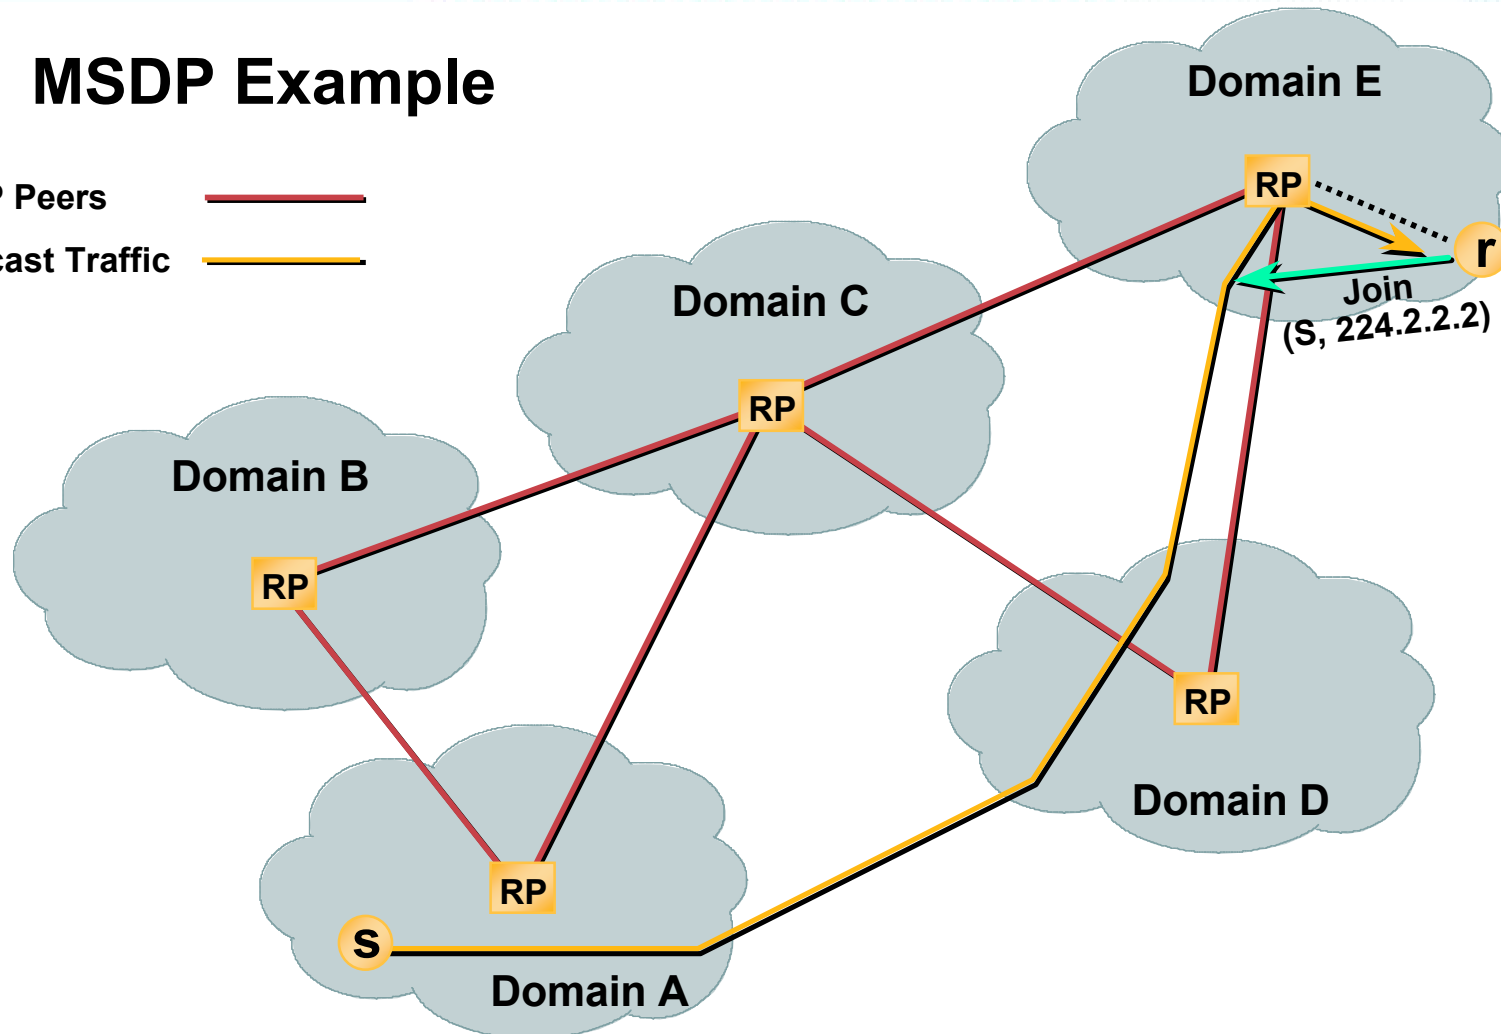 MSDP Example
P Peers
cast Traffic
Domain E
RP
r
Join
(S, 224.2.2.2)
Domain C
RP
Domain B
RP
RP
Domain D
RP
s
Domain A